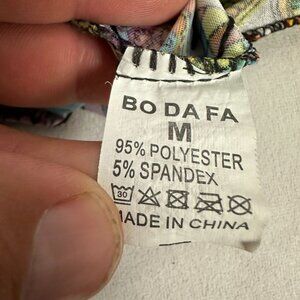 BO DA FA
M
95% POLYESTER
5% SPANDEX
30
MADE IN CHINA